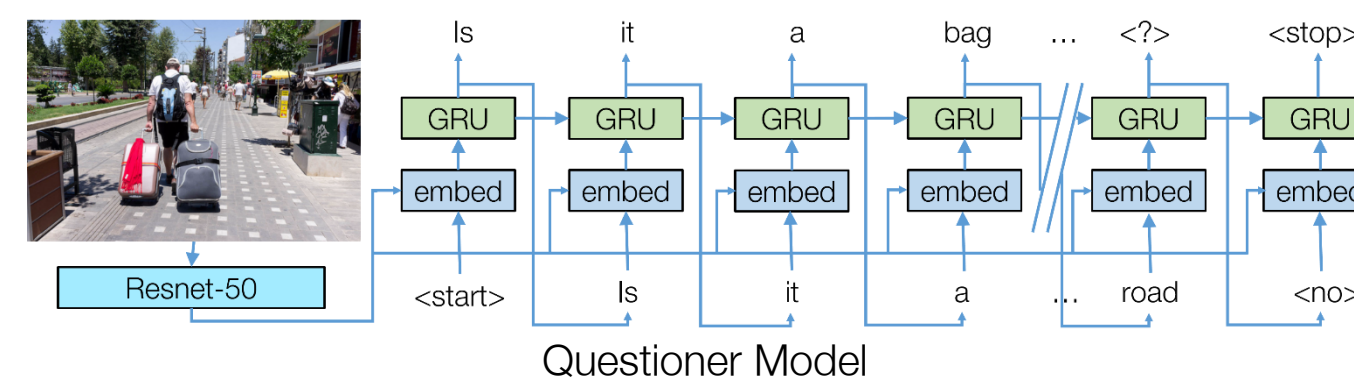 Is it a bag ... <?> <stop>
GRU GRU GRU GRU GRU GRU
embed embed embed embed embed embed
Resnet-50
<start> Is it a ... road <no>
Questioner Model